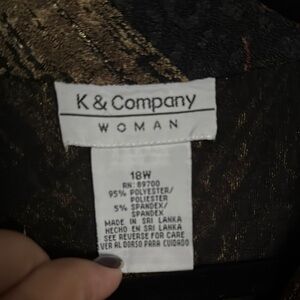 K & Company
WOMAN
18W
RN: 89700
95% POLYESTER/
POLIESTER
5% SPANDEX/
SPANDEX
MADE IN SRI LANKA
HECHO EN SRI LANKA
SEE REVERSE FOR CARE
VER AL DORSO PARA CUIDADO